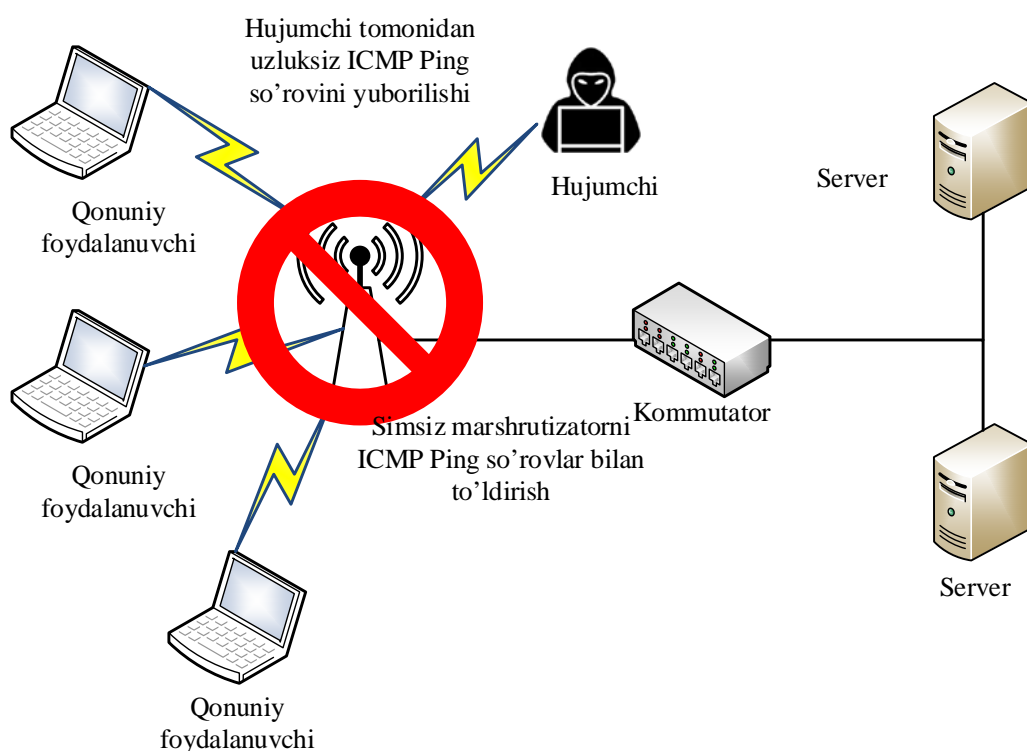 Hujumchi tomonidan
uzluksiz ICMP Ping
so’rovini yuborilishi
Hujumchi
Server
Qonuniy
foydalanuvchi
Kommutator
Simsiz marshrutizatorni
ICMP Ping so’rovlar bilan
to’ldirish
Qonuniy
foydalanuvchi
Server
Qonuniy
foydalanuvchi